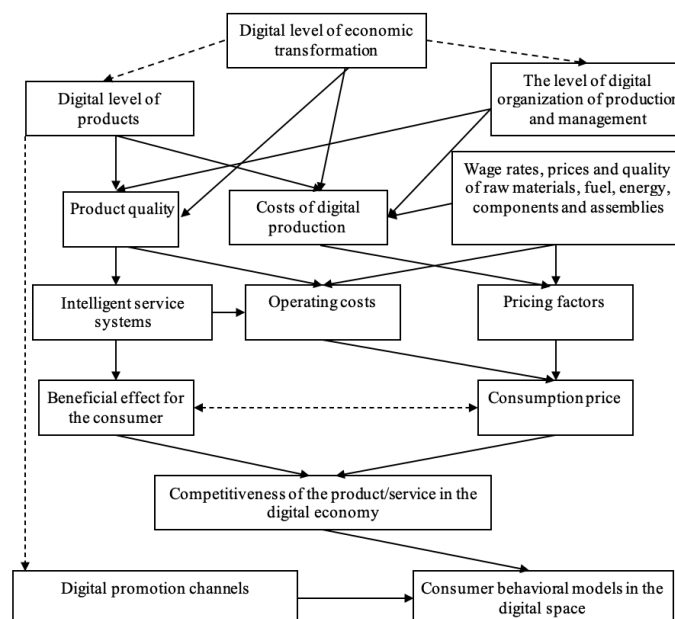 Digital level of economic
transformation
Digital level of
products
The level of digital
organization of production
and management
Product quality
Costs of digital
production
Wage rates, prices and quality
of raw materials, fuel, energy,
components and assemblies
Intelligent service
systems
Operating costs
Pricing factors
Beneficial effect for
the consumer
Consumption price
Competitiveness of the product/service in the
digital economy
Digital promotion channels
Consumer behavioral models in the
digital space